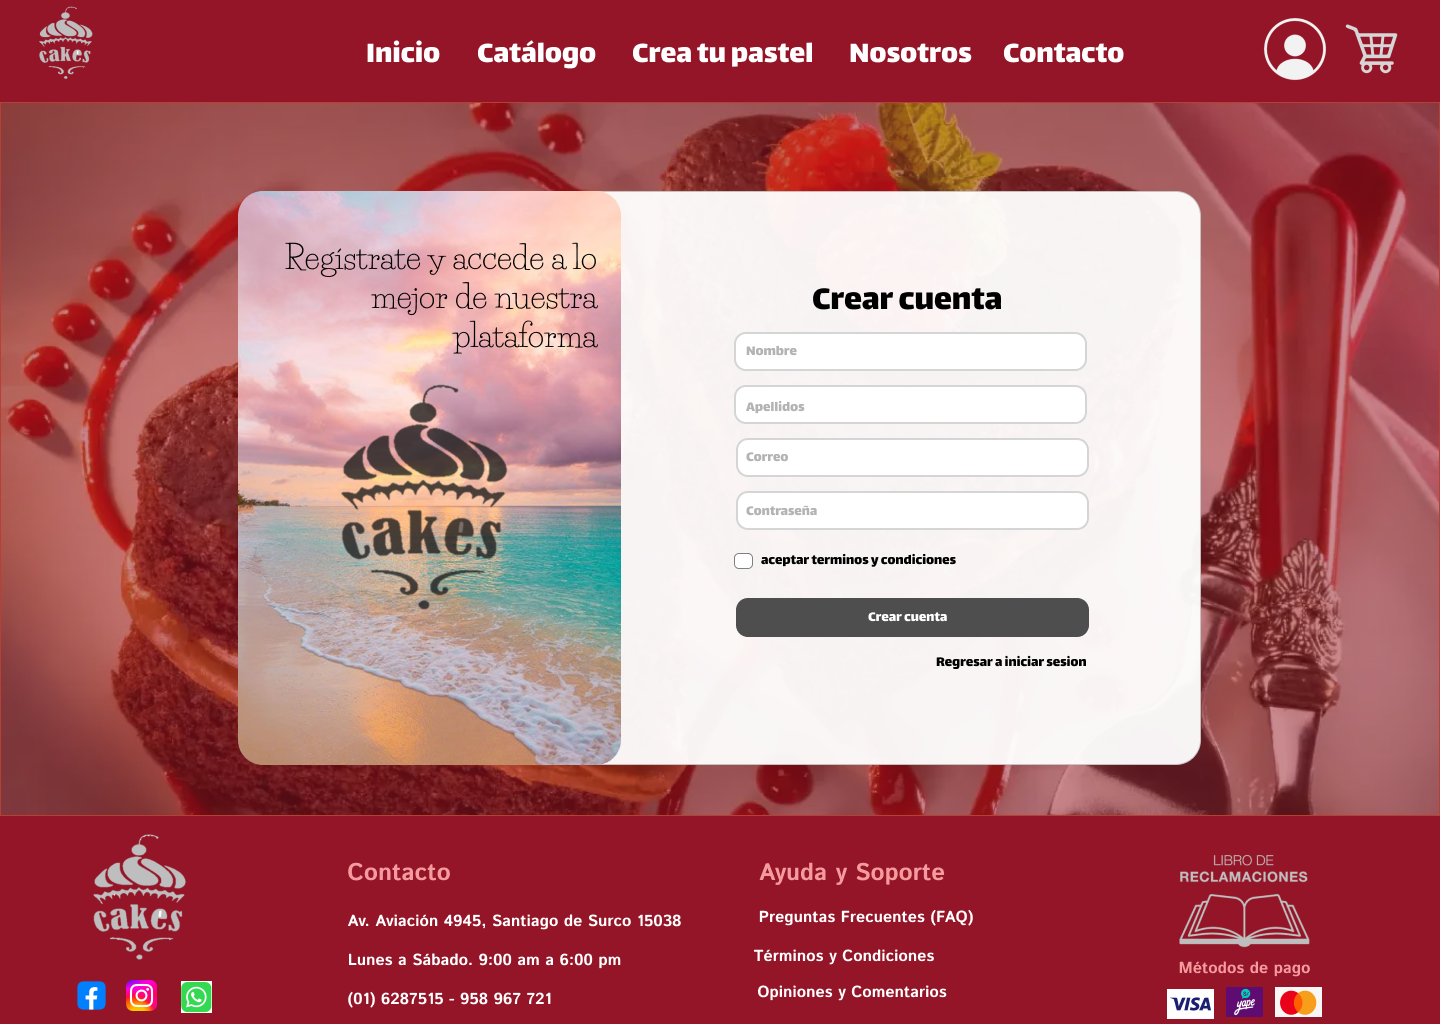 cakes
Inicio
Catálogo
Crea tu pastel
Nosotros
Contacto
Regístrate y accede a lo
mejor de nuestra
plataforma
cakes
Crear cuenta
Nombre
Apellidos
Correo
Contraseña
aceptar terminos y condiciones
Crear cuenta
Regresar a iniciar sesion
cakes
Contacto
Av. Aviación 4945, Santiago de Surco 15038
Lunes a Sábado. 9:00 am a 6:00 pm
(01) 6287515 - 958 967 721
Ayuda y Soporte
Preguntas Frecuentes (FAQ)
Términos y Condiciones
Opiniones y Comentarios
LIBRO DE
RECLAMACIONES
Métodos de pago
VISA
yape